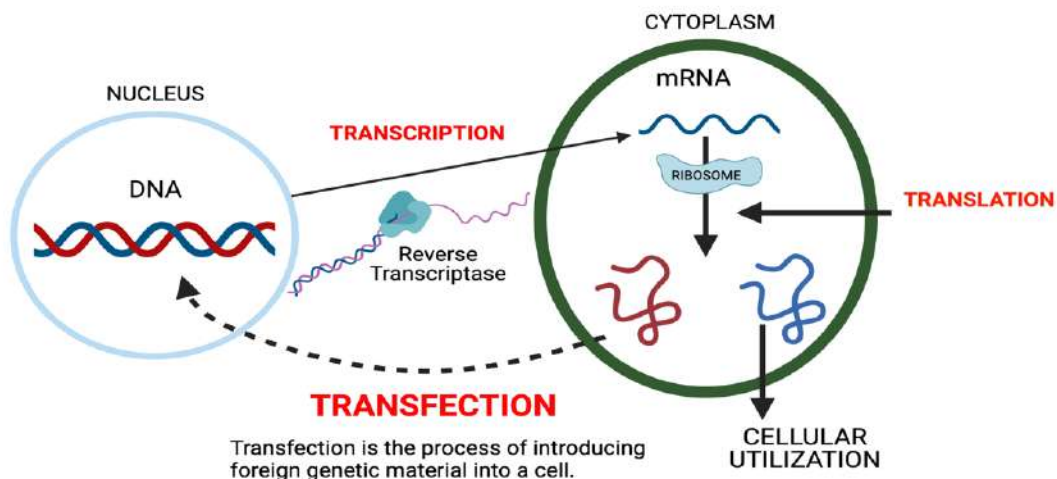 CYTOPLASM
NUCLEUS
mRNA
TRANSCRIPTION
DNA
RIBOSOME
TRANSLATION
Reverse
Transcriptase
TRANSFECTION
Transfection is the process of introducing
foreign genetic material into a cell.
CELLULAR
UTILIZATION